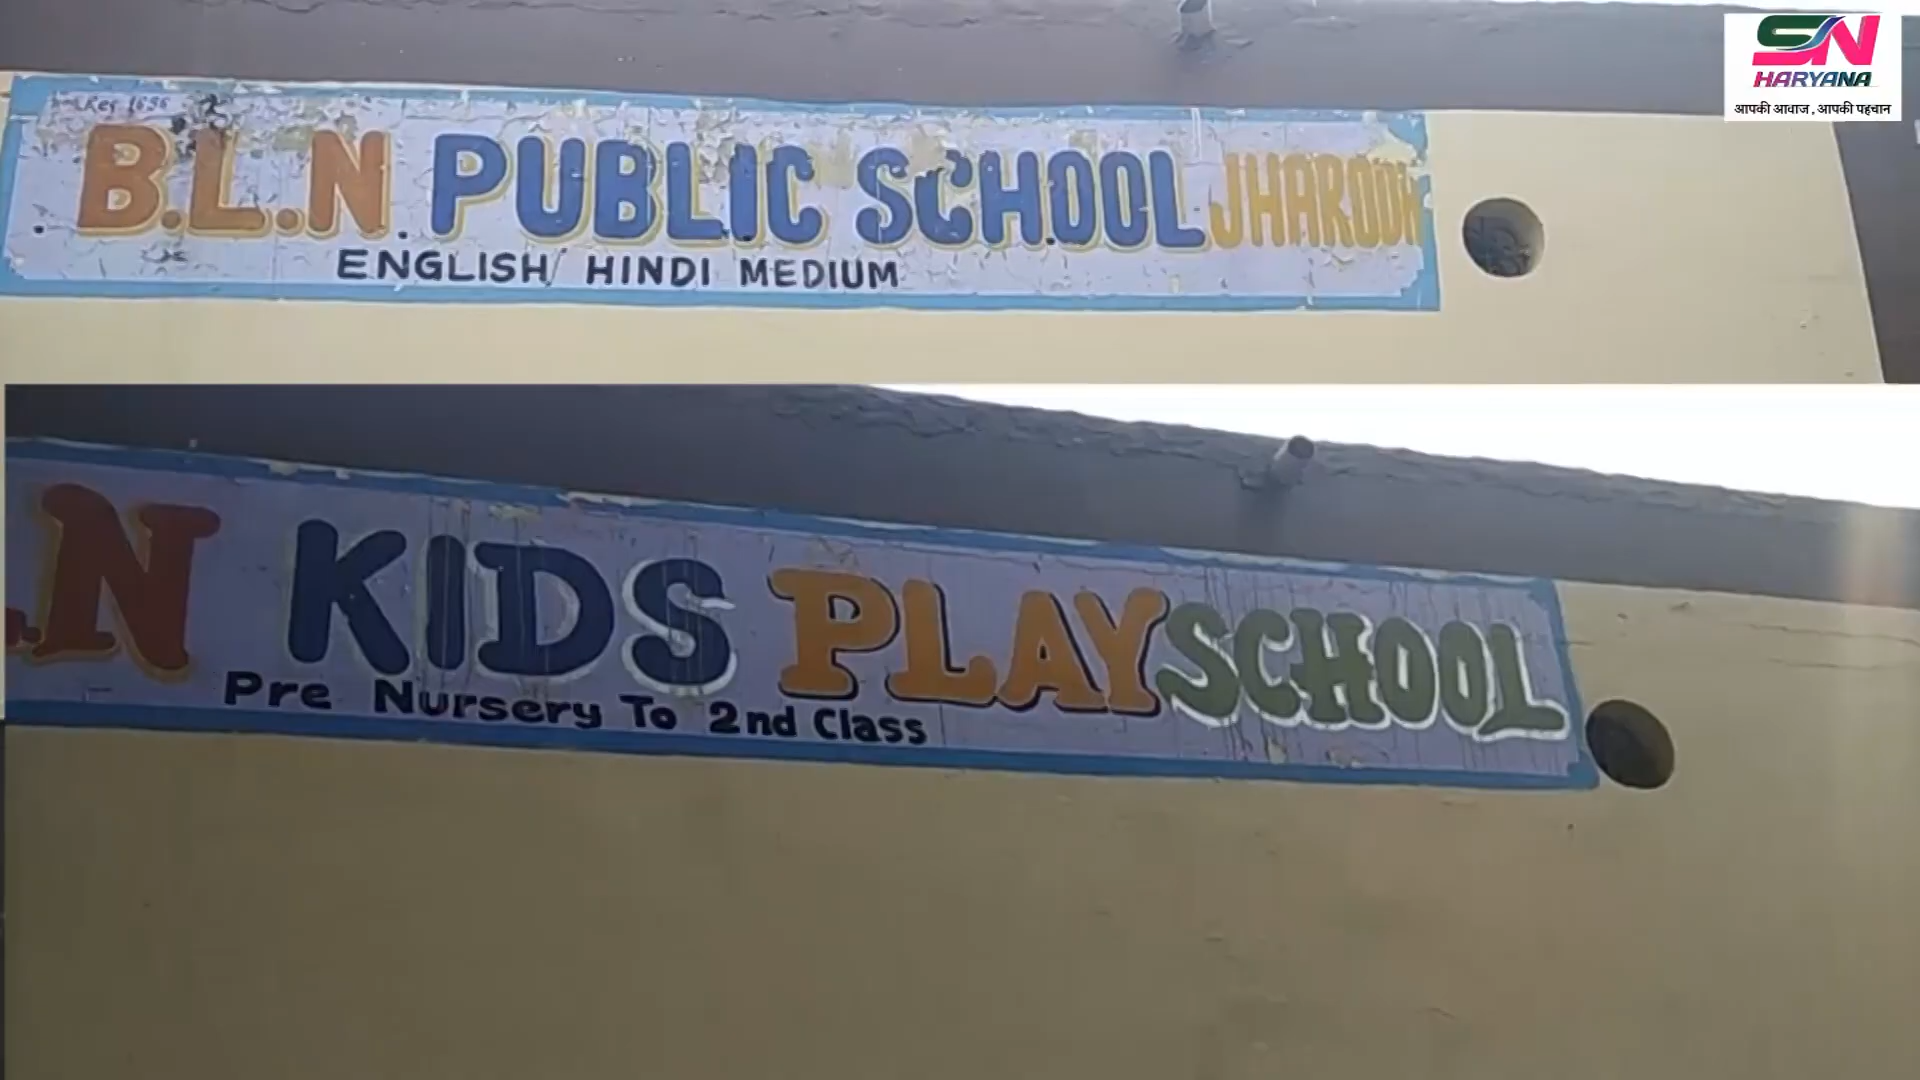 SN
HARYANA
आपकी आवाज, आपकी पहचान
B.L.N PUBLIC SCHOOL
ENGLISH/ HINDI MEDIUM
N KIDS PLAY SCHOOL
Pre Nursery To 2nd Class